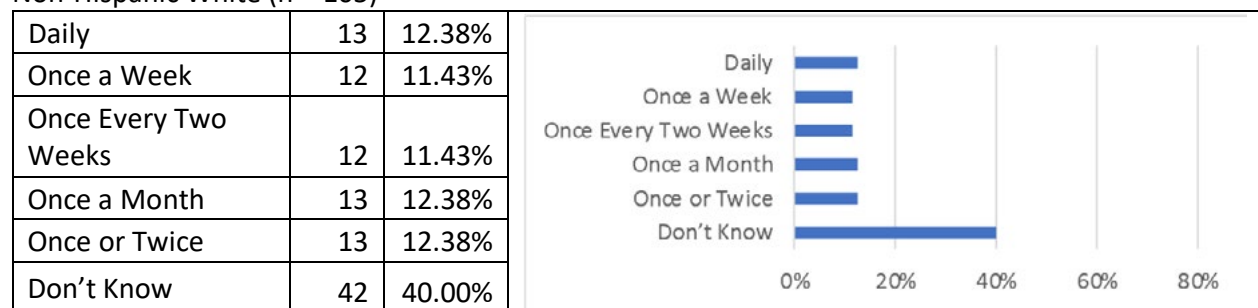 Daily 13 12.38%
Once a Week 12 11.43%
Once Every Two
Weeks 12 11.43%
Once a Month 13 12.38%
Once or Twice 13 12.38%
Don't Know 42 40.00%
Daily
Once a Week
Once Every Two Weeks
Once a Month
Once or Twice
Don't Know
0% 20% 40% 60% 80%